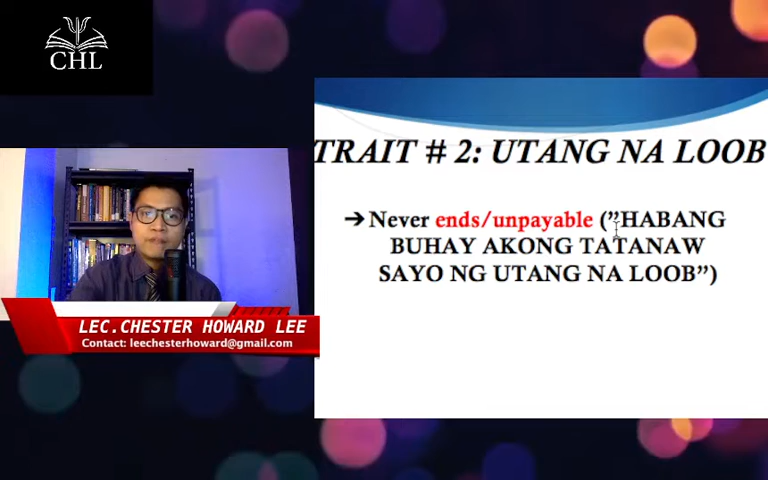 CHL
TRAIT # 2: UTANG NA LOOB
➔ Never ends/unpayable (”HABANG
BUHAY AKONG TATANAW
SAYO NG UTANG NA LOOB”)
LEC.CHESTER HOWARD LEE
Contact: leechesterhoward@gmail.com